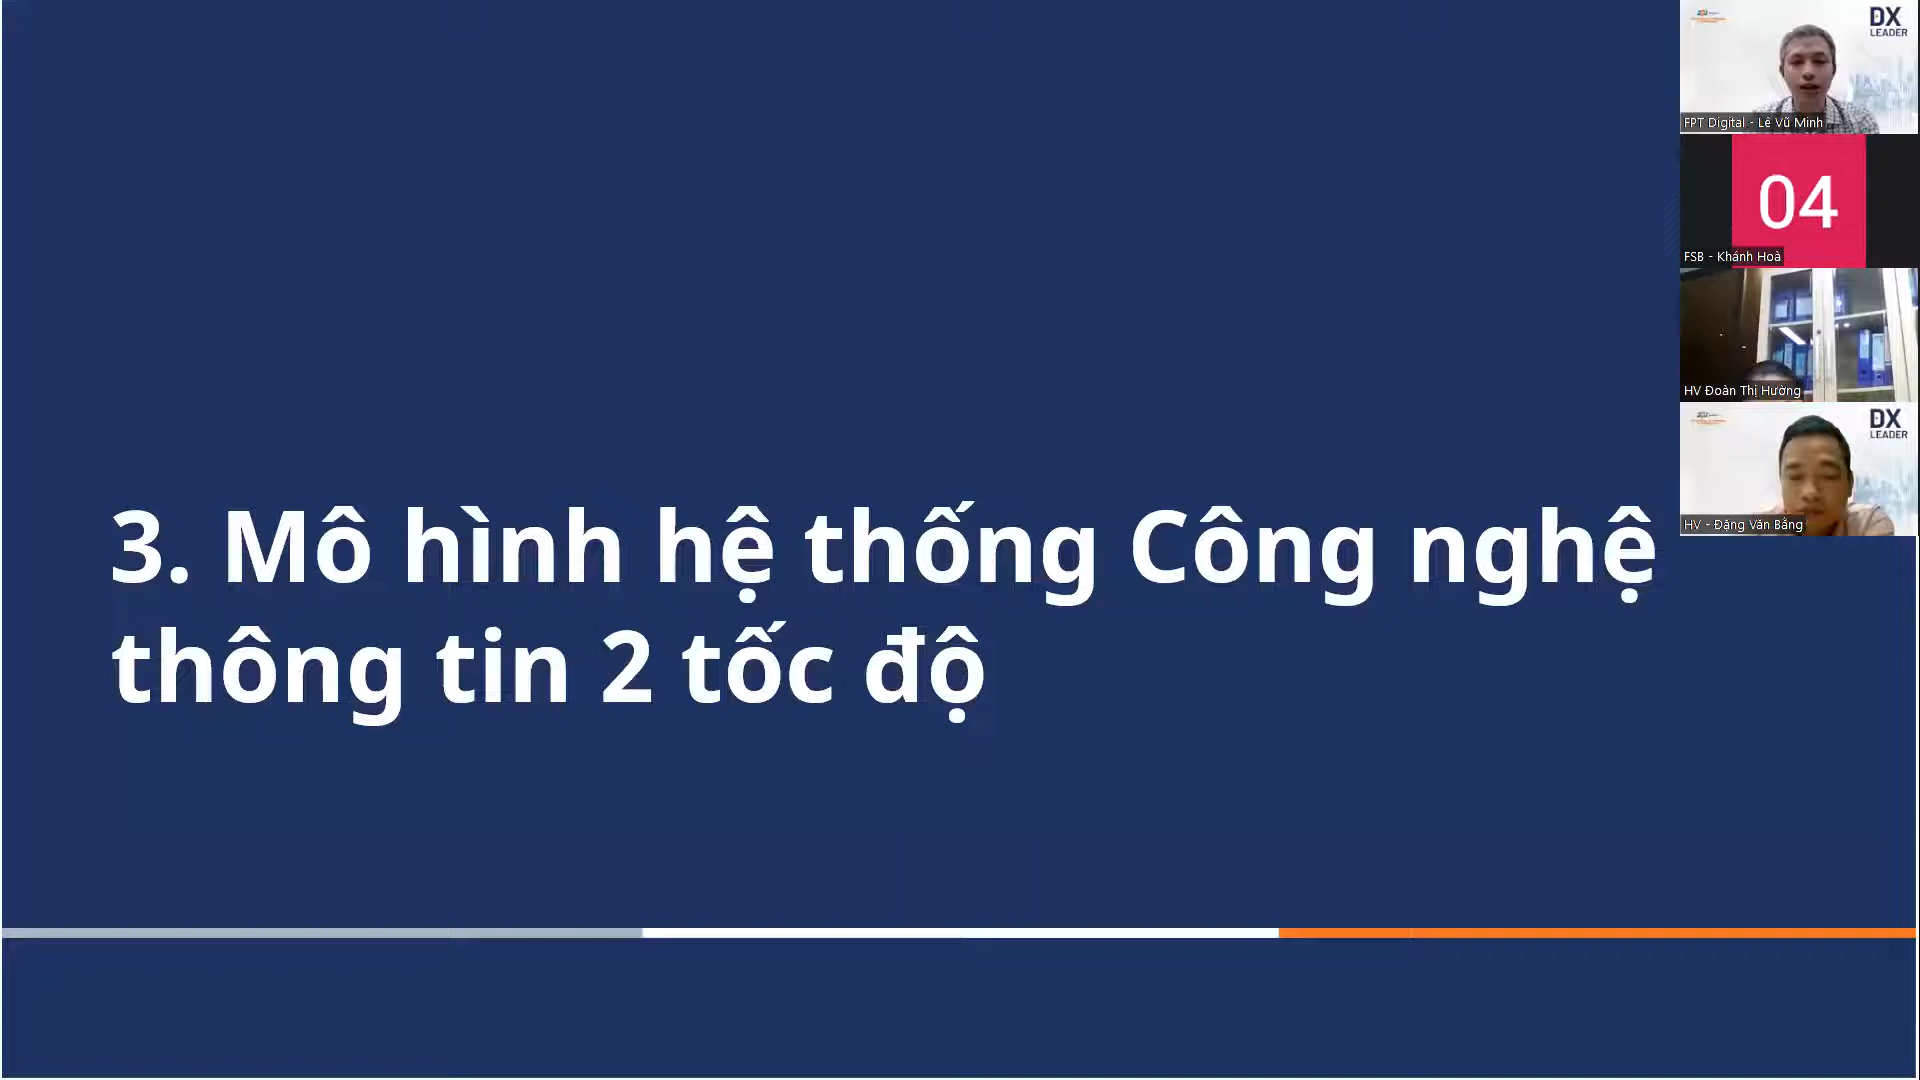 3. Mô hình hệ thống Công nghệ
thông tin 2 tốc độ
DX
LEADER
FPT Digital - Lê Vũ Minh
04
FSB - Khánh Hoà
HV Đoàn Thị Hường
DX
LEADER
HV - Đặng Văn Bằng